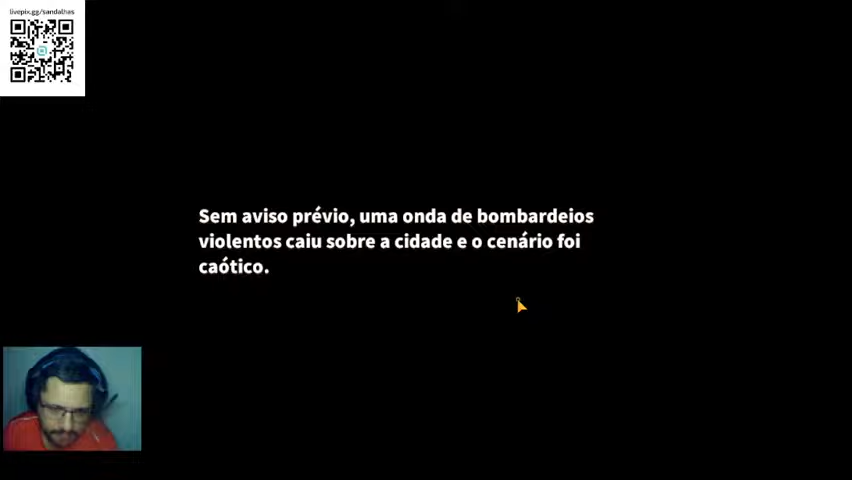 livepix.gg/sandalhas
Sem aviso prévio, uma onda de bombardeios
violentos caiu sobre a cidade e o cenário foi
caótico.